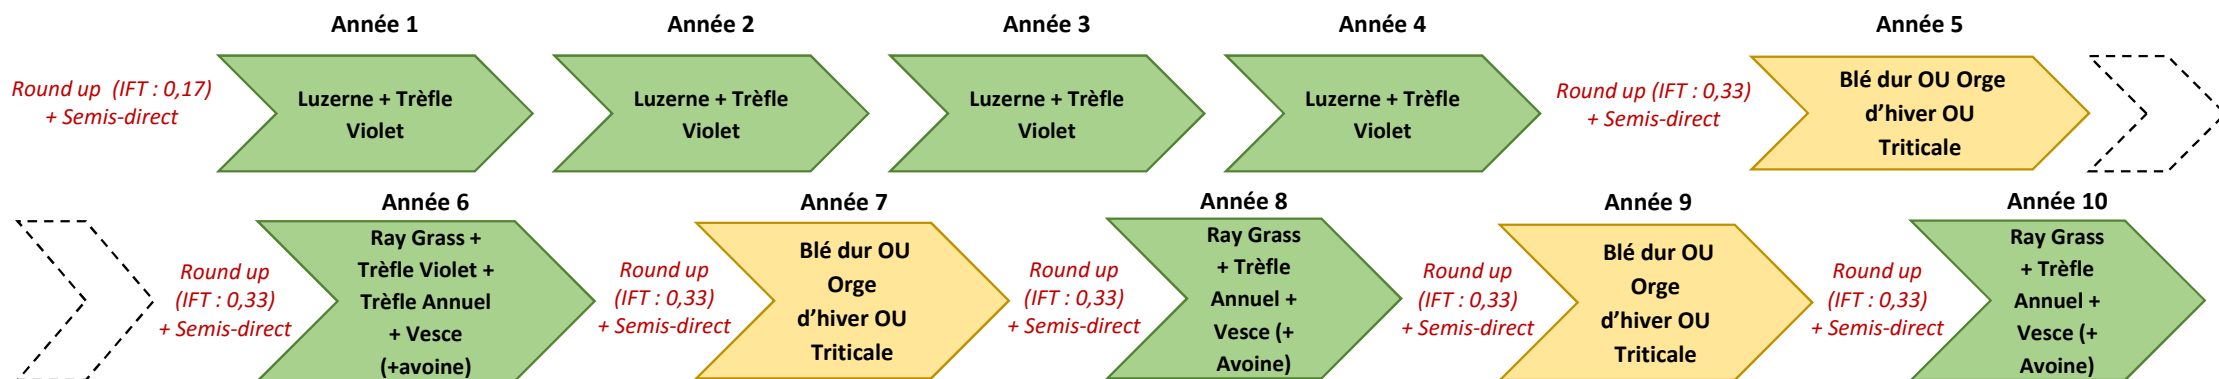 Année 1
Année 2
Année 3
Année 4
Année 5
Round up (IFT : 0,17)
+ Semis-direct
Luzerne + Trèfle
Violet
Luzerne + Trèfle
Violet
Luzerne + Trèfle
Violet
Luzerne + Trèfle
Violet
Round up (IFT : 0,33)
+ Semis-direct
Blé dur OU Orge
d’hiver OU
Triticale
Année 6
Année 7
Année 8
Année 9
Année 10
Round up
(IFT : 0,33)
+ Semis-direct
Ray Grass +
Trèfle Violet +
Trèfle Annuel
+ Vesce
(+avoine)
Round up
(IFT : 0,33)
+ Semis-direct
Blé dur OU
Orge
d’hiver OU
Triticale
Round up
(IFT : 0,33)
+ Semis-direct
Ray Grass
+ Trèfle
Annuel +
Vesce (+
Avoine)
Round up
(IFT : 0,33)
+ Semis-direct
Blé dur OU
Orge
d’hiver OU
Triticale
Round up
(IFT : 0,33)
+ Semis-direct
Ray Grass
+ Trèfle
Annuel +
Vesce (+
Avoine)